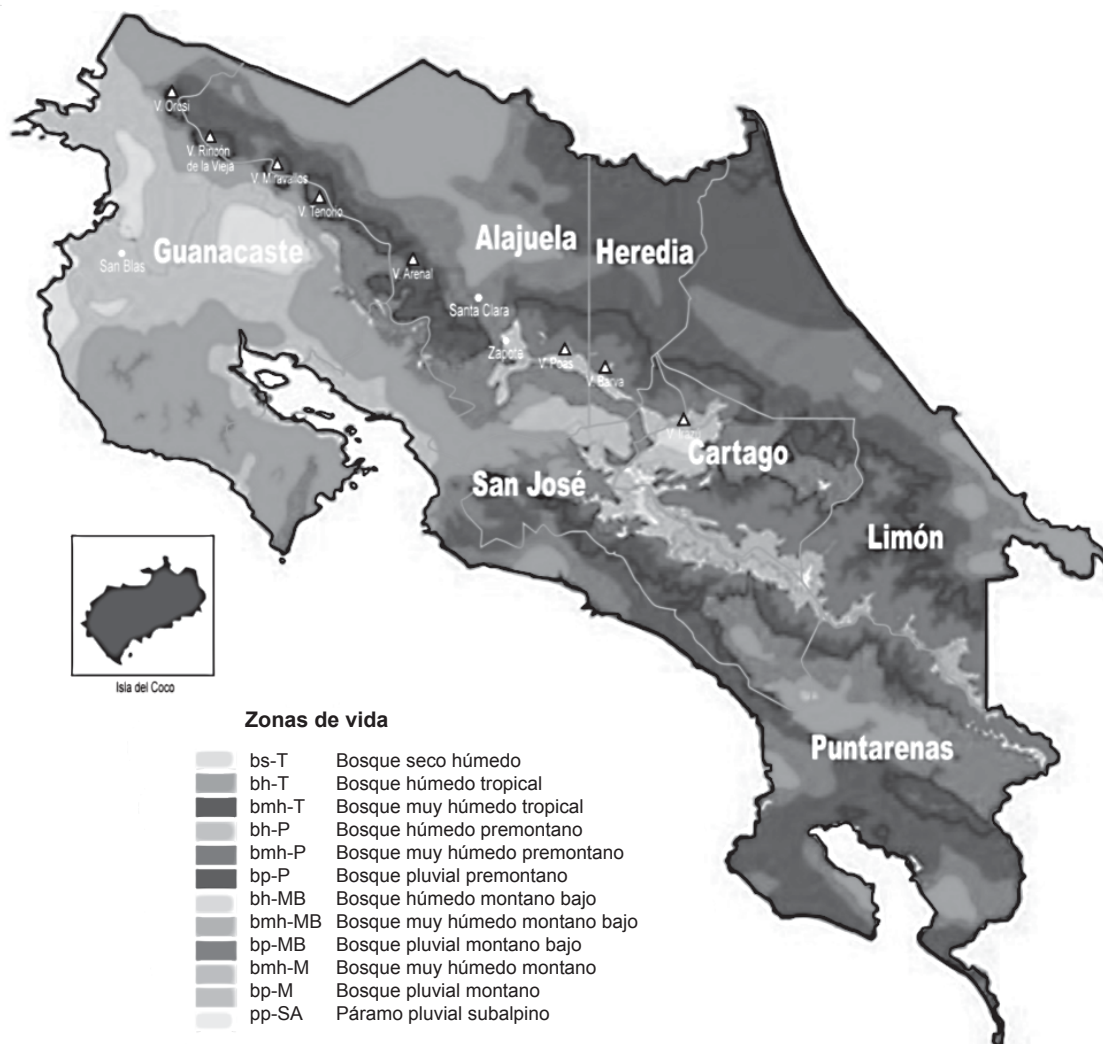 V. Orosi
V. Rincón
de la Vieja
V. Miravalles
V. Tenorio
Guanacaste
San Blas
Alajuela
Heredia
V. Arenal
Santa Clara
Zapote
V. Poas
V. Barva
V. Irazú
Cartago
San José
Limón
Puntarenas
Isla del Coco
Zonas de vida
bs-T Bosque seco húmedo
bh-T Bosque húmedo tropical
bmh-T Bosque muy húmedo tropical
bh-P Bosque húmedo premontano
bmh-P Bosque muy húmedo premontano
bp-P Bosque pluvial premontano
bh-MB Bosque húmedo montano bajo
bmh-MB Bosque muy húmedo montano bajo
bp-MB Bosque pluvial montano bajo
bmh-M Bosque muy húmedo montano
bp-M Bosque pluvial montano
pp-SA Páramo pluvial subalpino